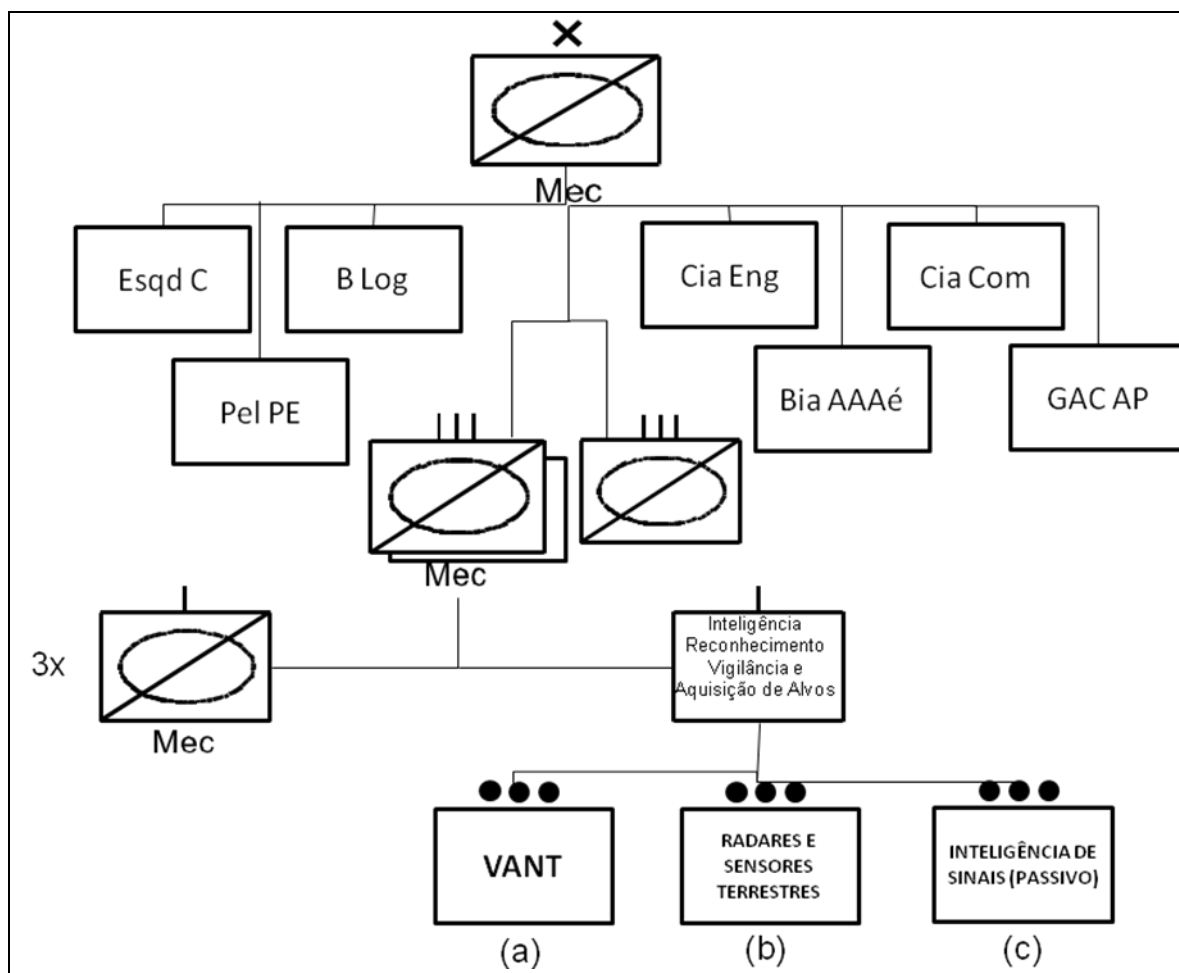 Mec
Esqd C
B Log
Cia Eng
Cia Com
Pel PE
Bia AAAé
GAC AP
Mec
3x
Mec
Inteligência
Reconhecimento
Vigilância e
Aquisição de Alvos
VANT
RADARES E
SENSORES
TERRESTRES
INTELIGÊNCIA DE
SINAIS (PASSIVO)
(a)
(b)
(c)